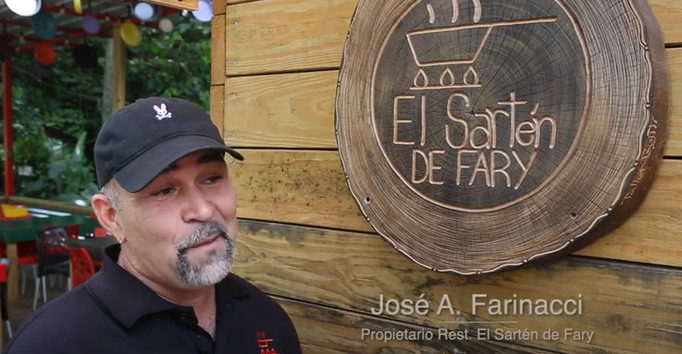 El Sartén
DE FARY
José A. Farinacci
Propietario Rest. El Sartén de Fary